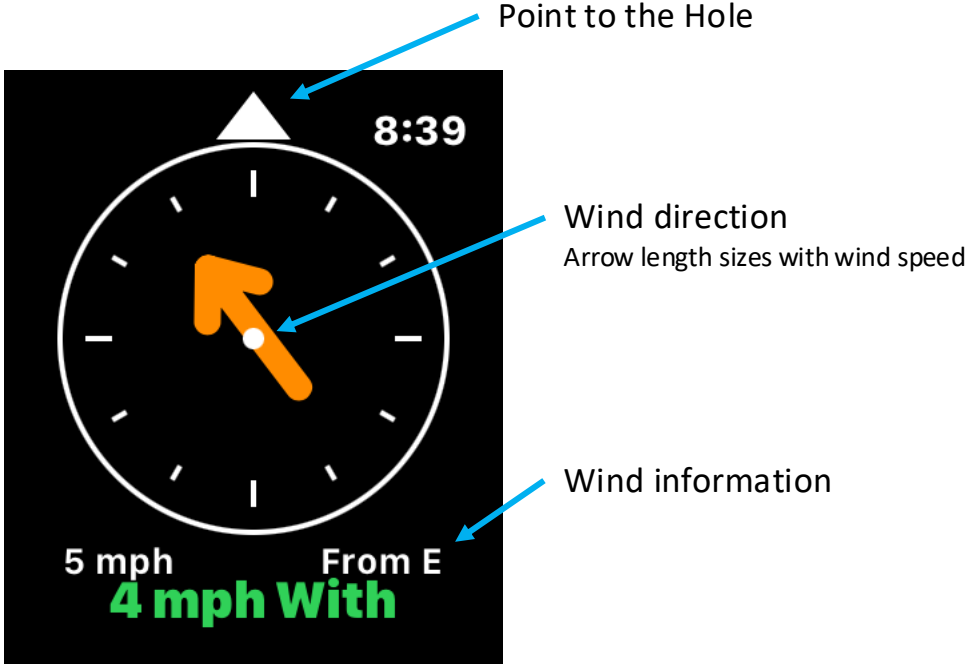 Point to the Hole
8:39
Wind direction
Arrow length sizes with wind speed
Wind information
5 mph From E
4 mph With